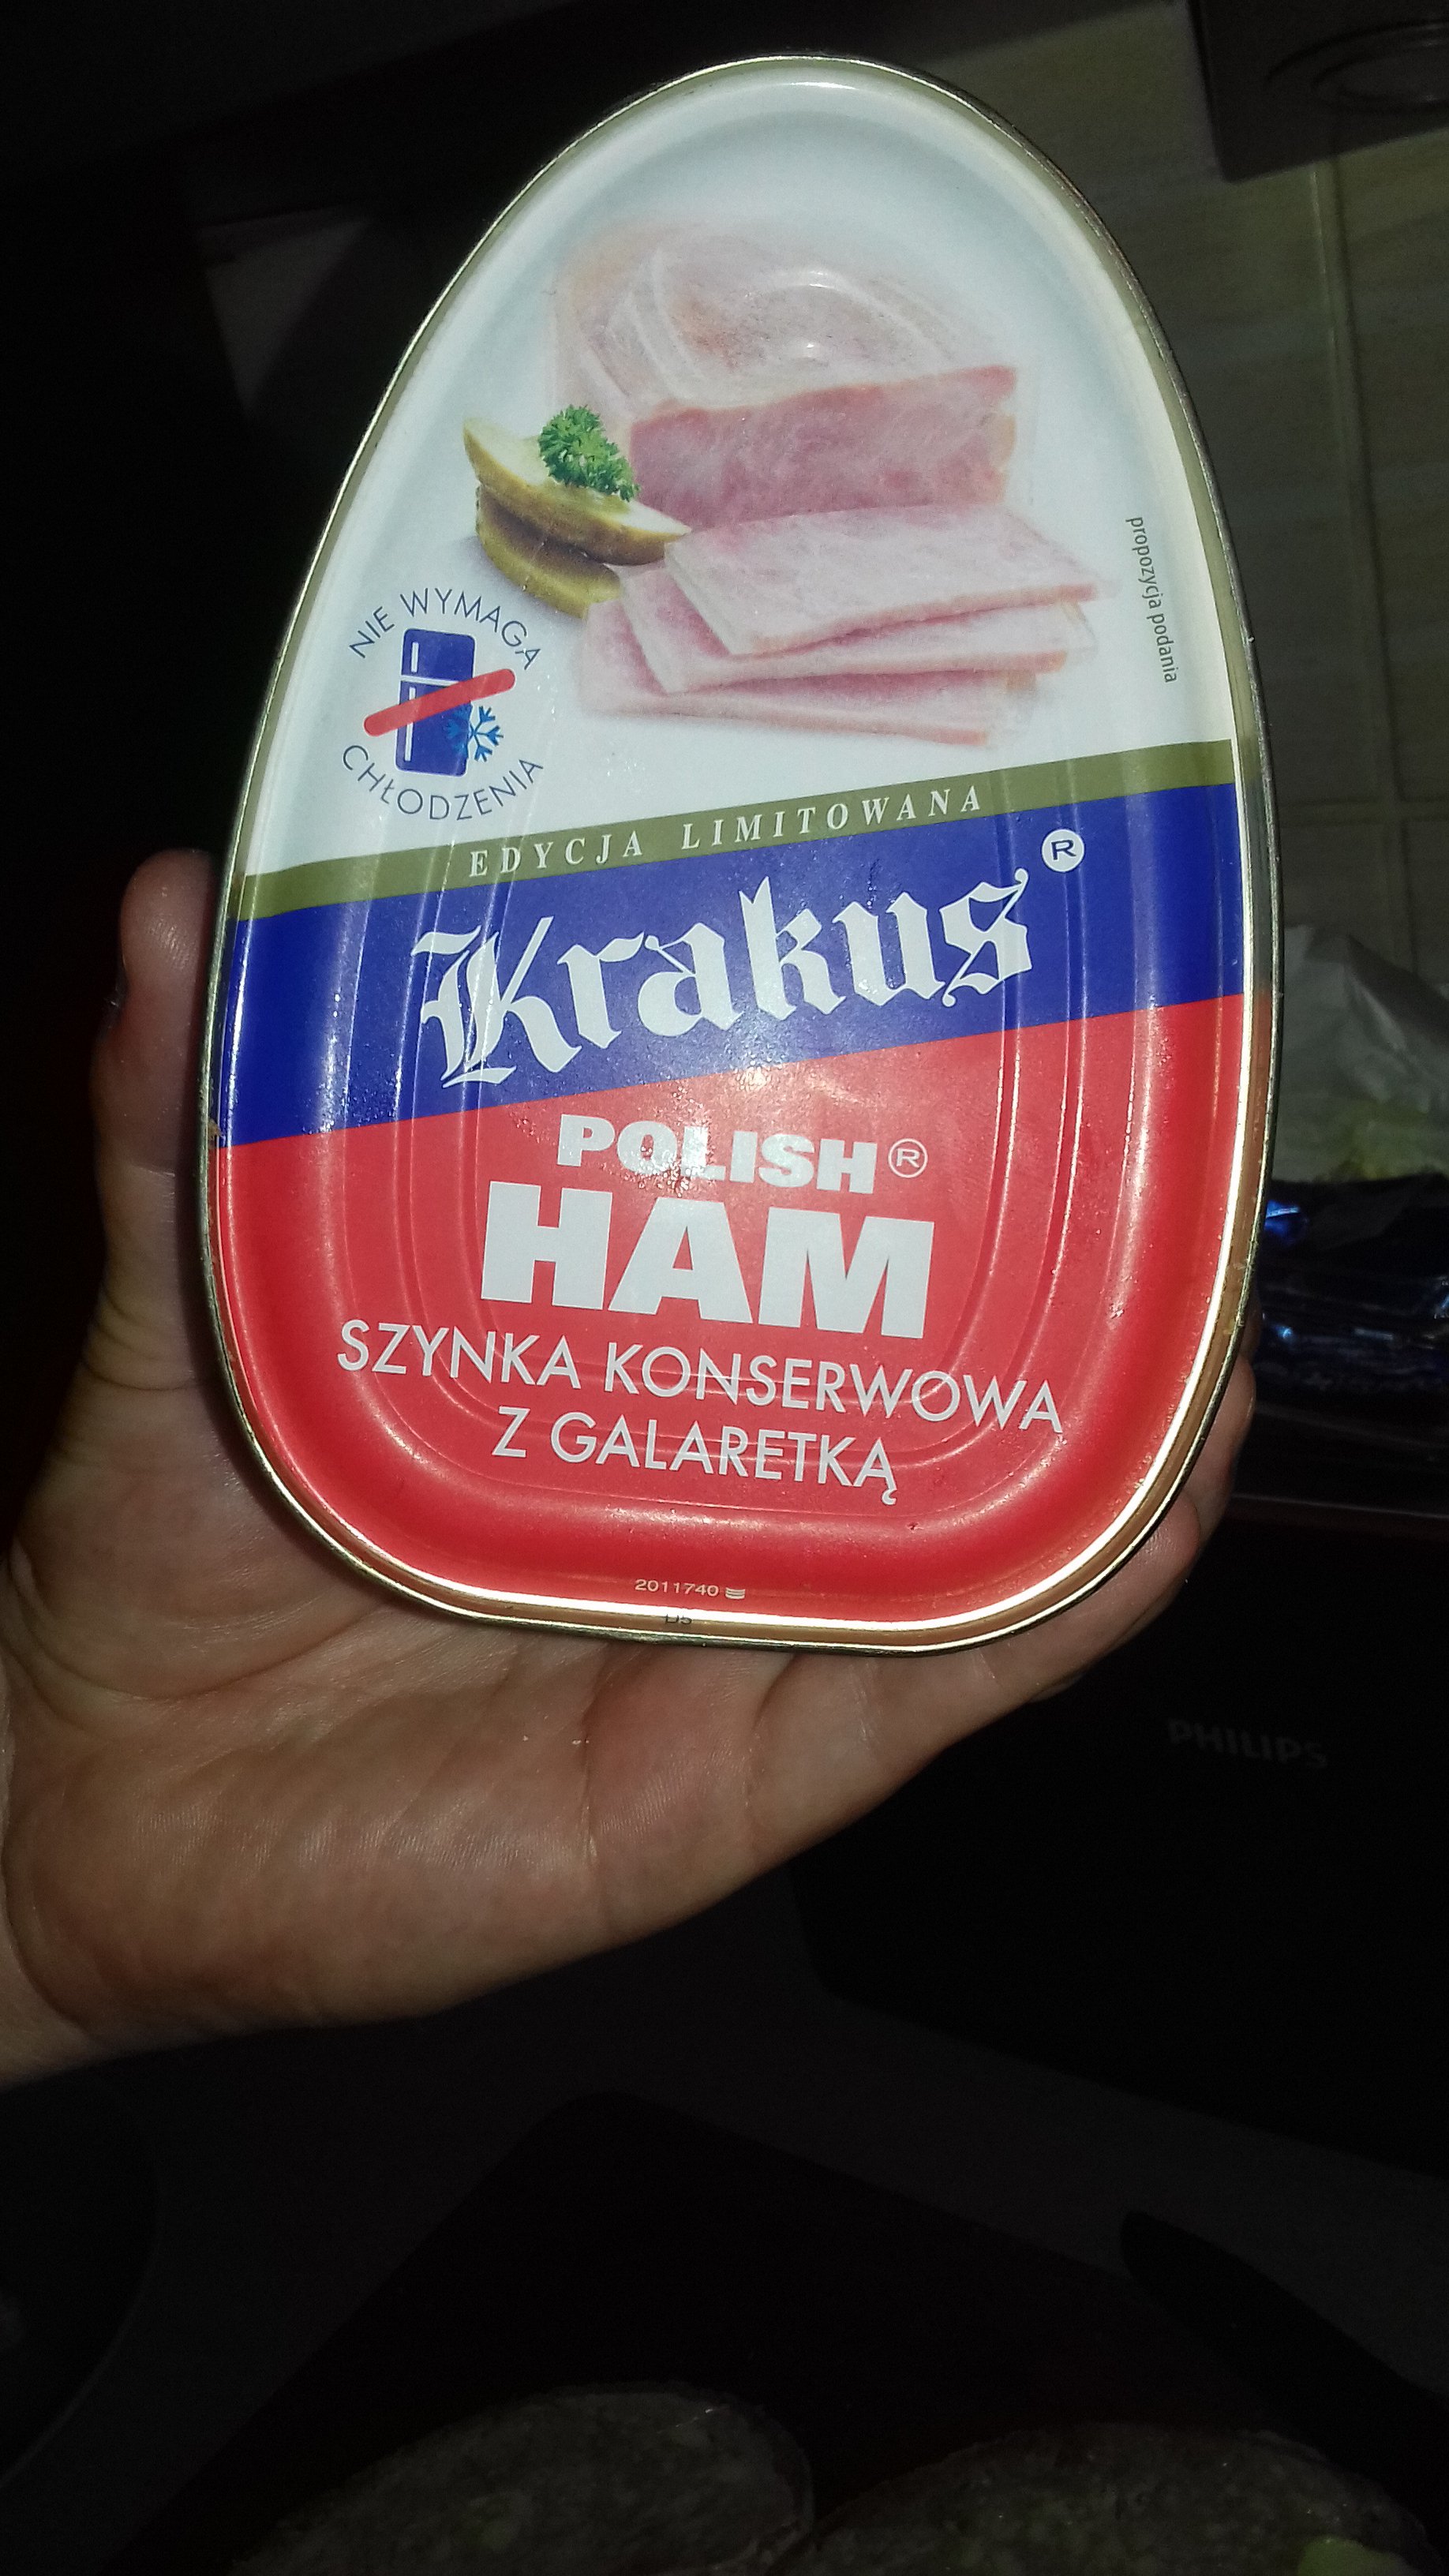 propozycja podania
NIE WYMAGA
CHŁODZENIA
EDYCJA LIMITOWANA
Krakus®
POLISH®
HAM
SZYNKA KONSERWOWA
Z GALARETKĄ
2011740
PHILIPS